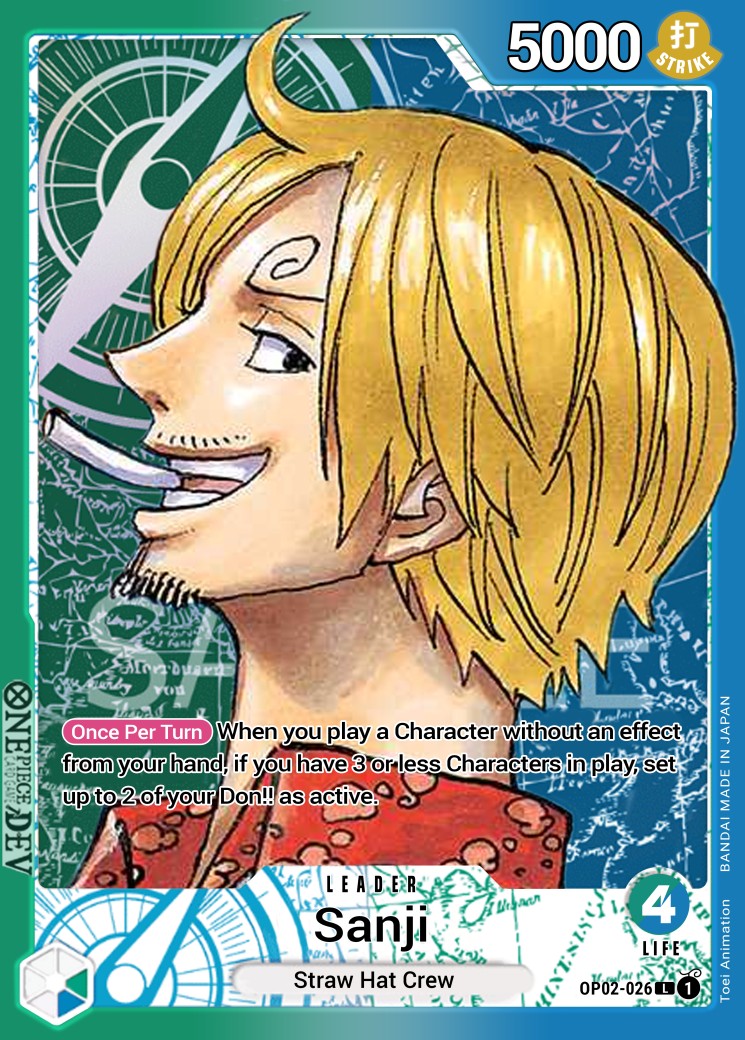 5000
打
STRIKE
SAMPLE
Once Per Turn When you play a Character without an effect
from your hand, if you have 3 or less Characters in play, set
up to 2 of your Don!! as active.
ONE PIECE DEV
LEADER
Sanji
4
LIFE
Straw Hat Crew
OP02-026 L 1
Toei Animation BANDAI MADE IN JAPAN